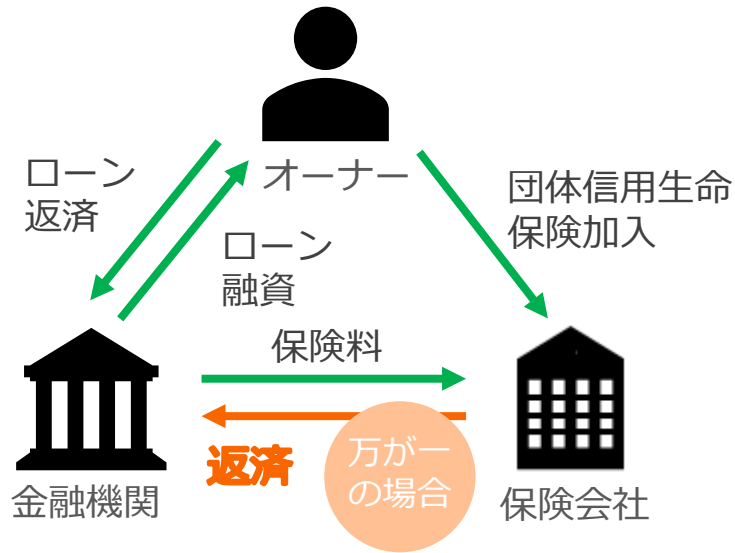 オーナー
ローン
返済
ローン
融資
団体信用生命
保険加入
保険料
返済
万が一
の場合
金融機関
保険会社